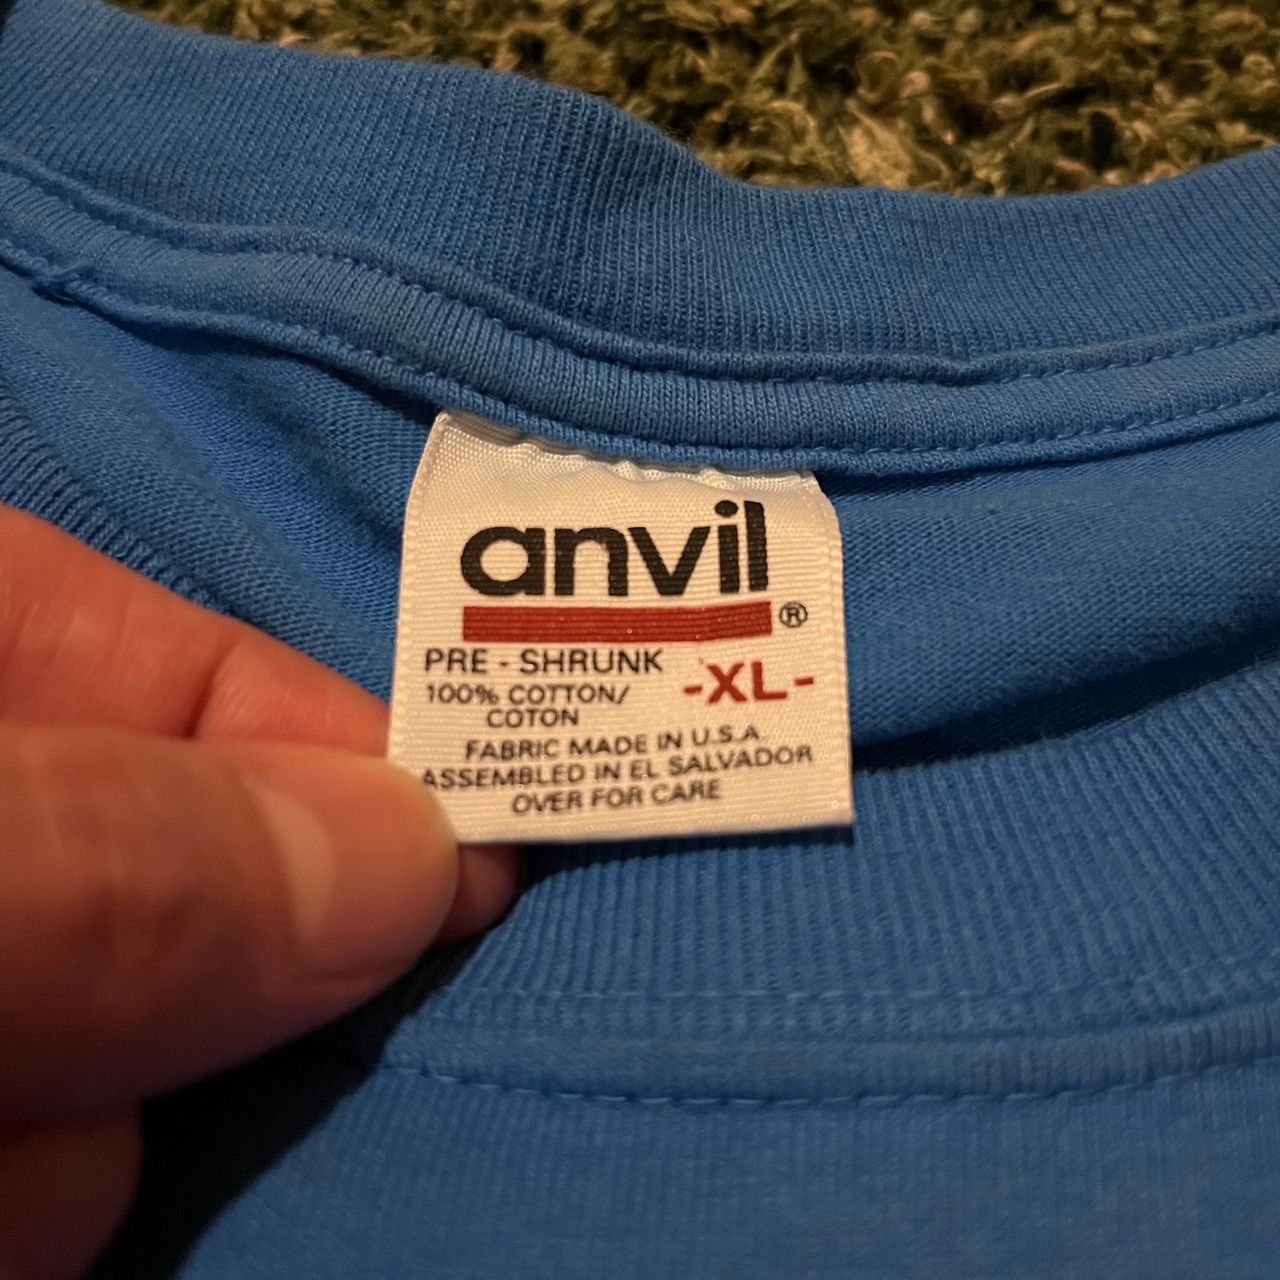 anvil®
PRE - SHRUNK
-XL-
100% COTTON/
COTON
FABRIC MADE IN U.S.A
ASSEMBLED IN EL SALVADOR
OVER FOR CARE